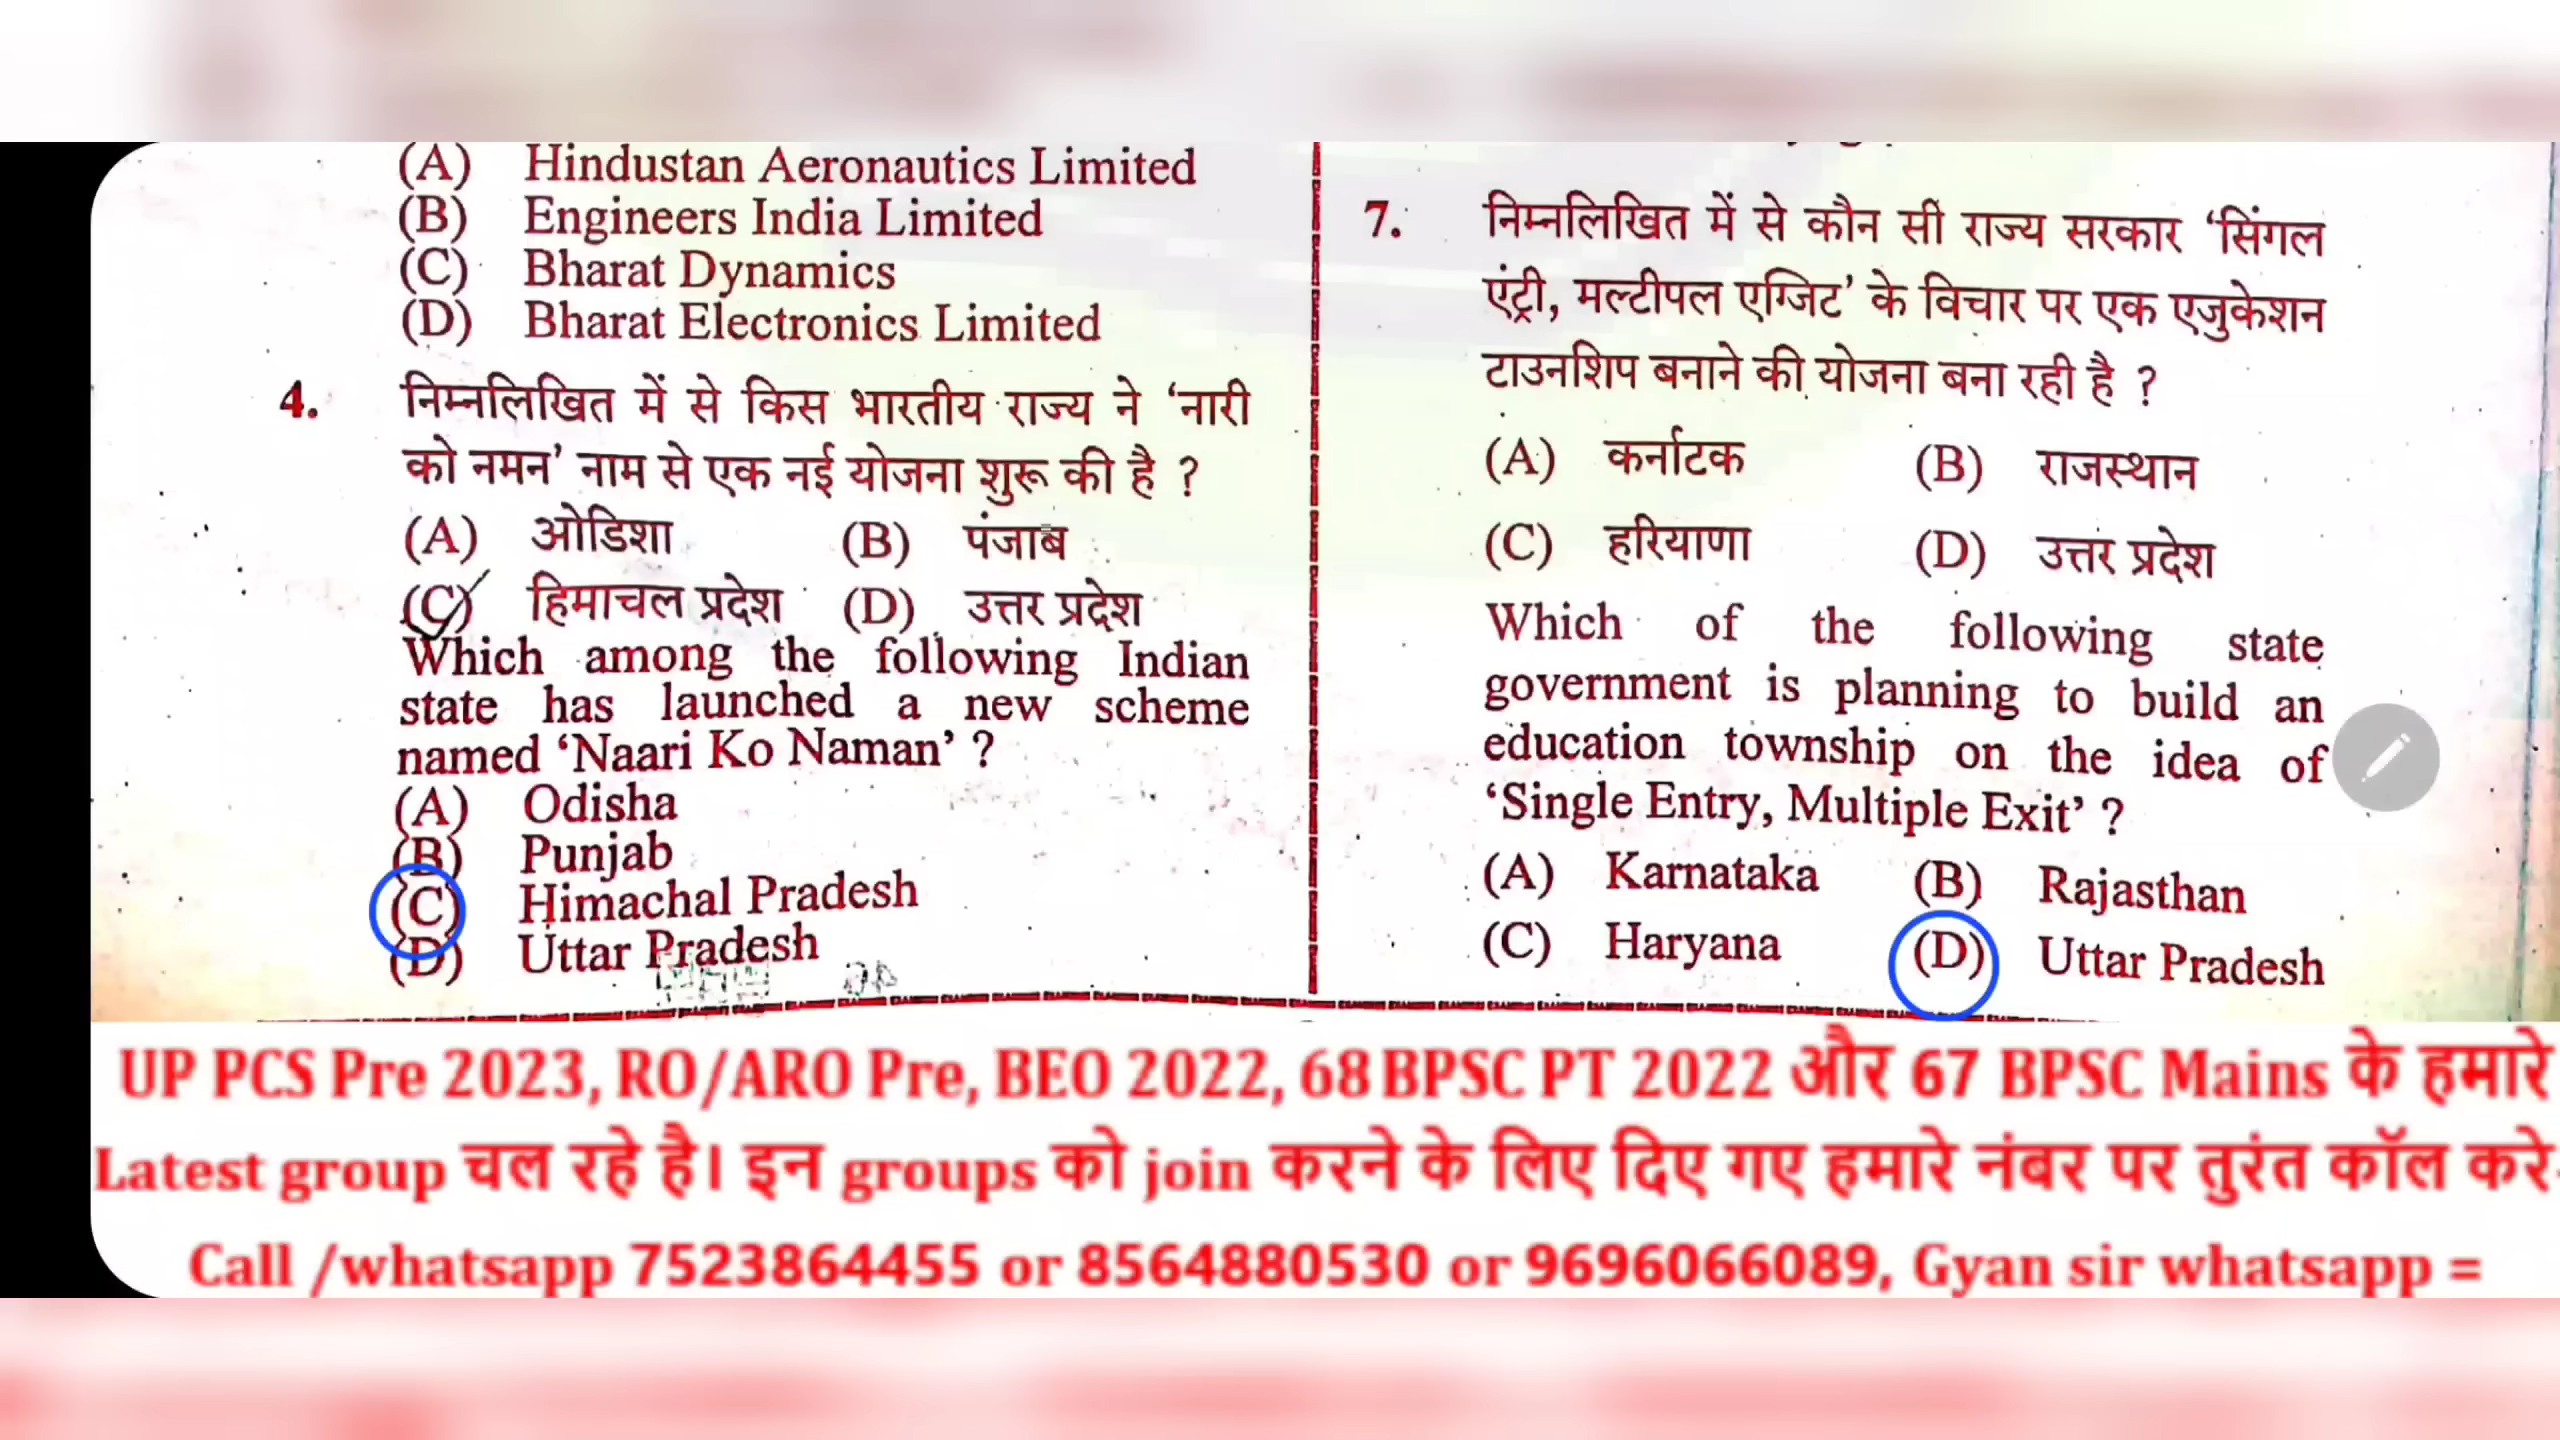 (A) Hindustan Aeronautics Limited
(B) Engineers India Limited
(C) Bharat Dynamics
(D) Bharat Electronics Limited
4. निम्नलिखित में से किस भारतीय राज्य ने ‘नारी
को नमन’ नाम से एक नई योजना शुरू की है ?
(A) ओडिशा (B) पंजाब
(C) हिमाचल प्रदेश (D) उत्तर प्रदेश
Which among the following Indian
state has launched a new scheme
named ‘Naari Ko Naman’ ?
(A) Odisha
(B) Punjab
(C) Himachal Pradesh
(D) Uttar Pradesh
7. निम्नलिखित में से कौन सी राज्य सरकार ‘सिंगल
एंट्री, मल्टीपल एग्जिट’ के विचार पर एक एजुकेशन
टाउनशिप बनाने की योजना बना रही है ?
(A) कर्नाटक (B) राजस्थान
(C) हरियाणा (D) उत्तर प्रदेश
Which of the following state
government is planning to build an
education township on the idea of
‘Single Entry, Multiple Exit’ ?
(A) Karnataka (B) Rajasthan
(C) Haryana (D) Uttar Pradesh
UP PCS Pre 2023, RO/ARO Pre, BEO 2022, 68 BPSC PT 2022 और 67 BPSC Mains के हमारे
Latest group चल रहे है। इन groups को join करने के लिए दिए गए हमारे नंबर पर तुरंत कॉल करे
Call /whatsapp 7523864455 or 8564880530 or 9696066089, Gyan sir whatsapp =